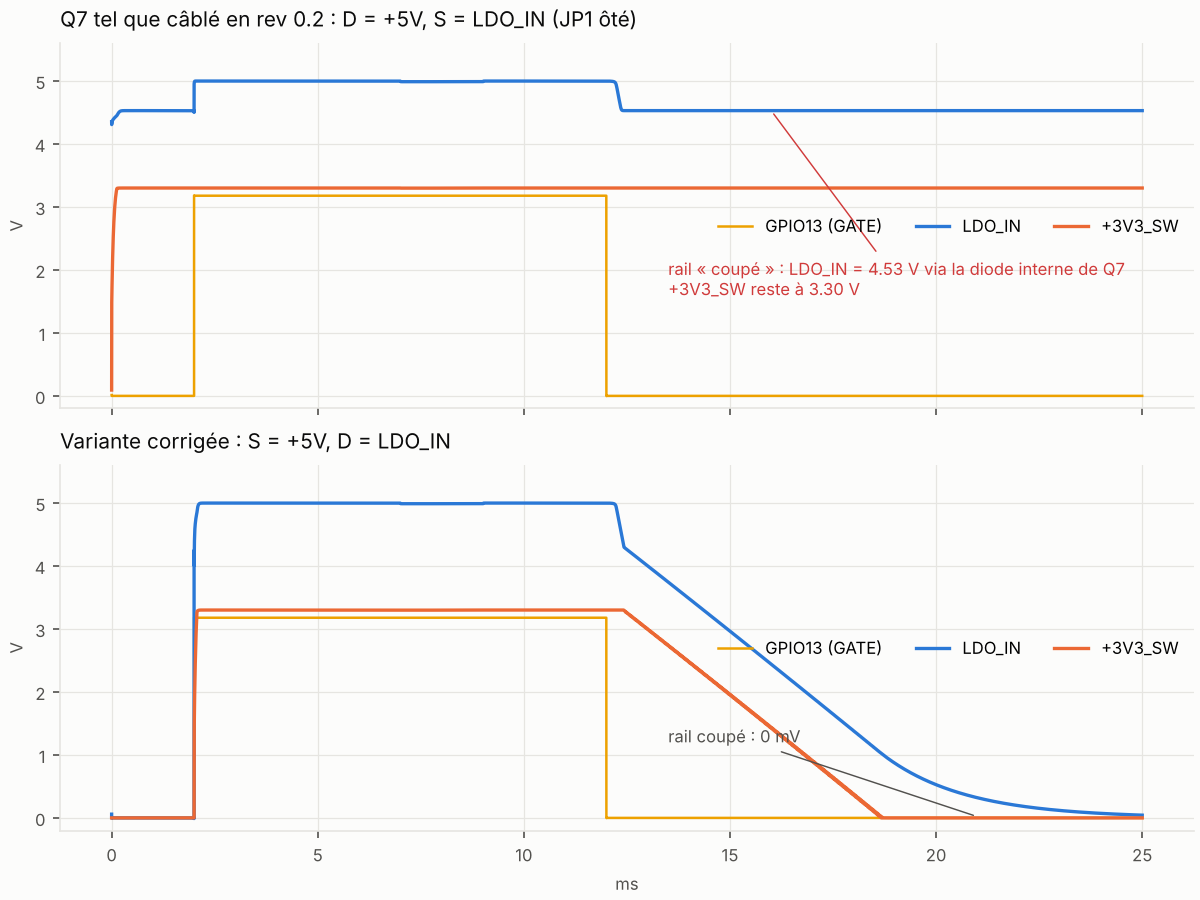 Q7 tel que câblé en rev 0.2 : D = +5V, S = LDO_IN (JP1 ôté)
5
4
3
2
1
0
V
GPIO13 (GATE)
LDO_IN
+3V3_SW
rail « coupé » : LDO_IN = 4.53 V via la diode interne de Q7
+3V3_SW reste à 3.30 V
Variante corrigée : S = +5V, D = LDO_IN
5
4
3
2
1
0
V
GPIO13 (GATE)
LDO_IN
+3V3_SW
rail coupé : 0 mV
0
5
10
15
20
25
ms